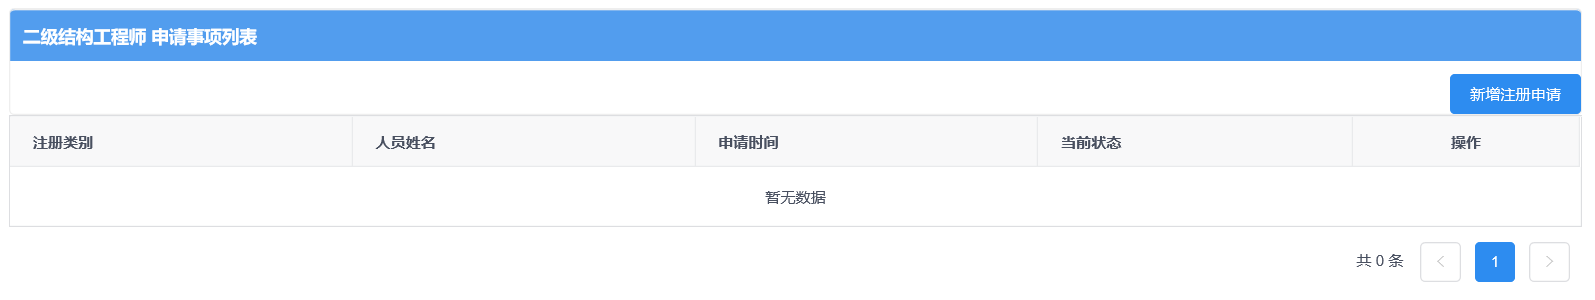 二级结构工程师 申请事项列表
新增注册申请
注册类别 人员姓名 申请时间 当前状态 操作
暂无数据
共 0 条 1